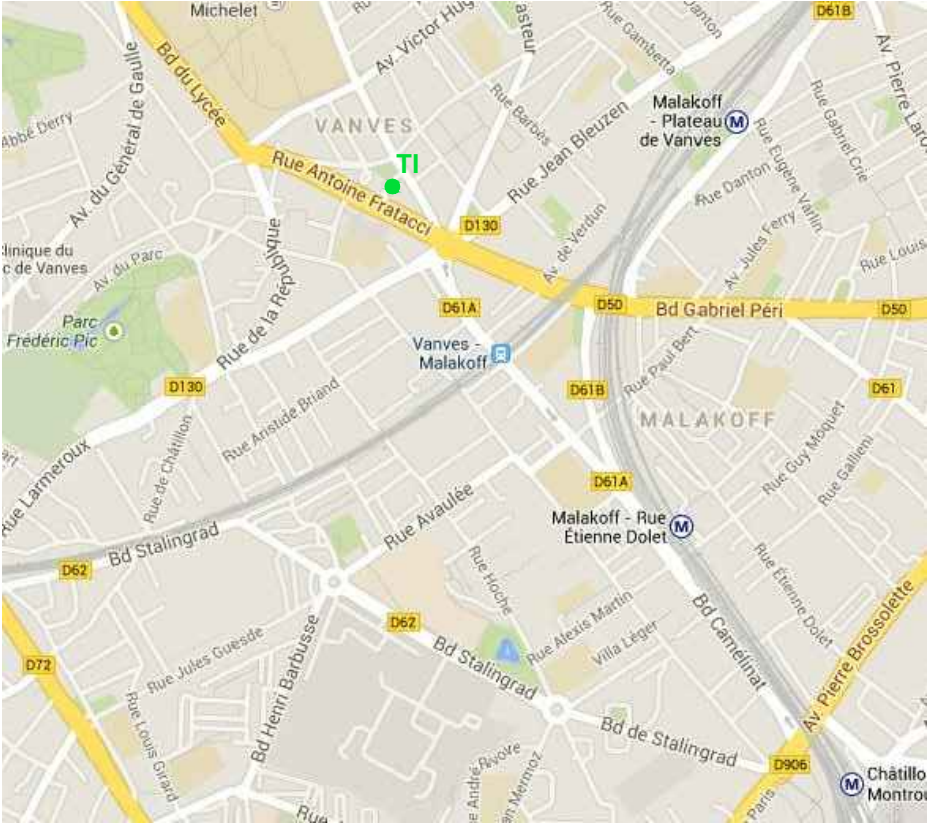 Michelet
Av. Victor Hug
asteur
Rue Gambetta
Danton
D61B
Av. Pierre Laro
Bd du Lycée
Av. du Général de Gaulle
Abbé Derry
VANVES
Rue Barbès
Rue Jean Bleuzen
Malakoff
- Plateau
de Vanves
M
Rue Gabriel Crie
Rue Eugène Varlin
TI
Rue Antoine Fratacci
Rue Danton
D130
Av. de Verdun
Av. Jules Ferry
Rue Louis
Clinique du
c de Vanves
Av. du Parc
Rue de la République
D61A
D50
Bd Gabriel Péri
D50
Parc
Frédéric Pic
Vanves -
Malakoff
Rue Paul Bert
D130
D61B
D61
Rue Aristide Briand
MALAKOFF
Rue Larmeroux
Rue de Châtillon
Rue Guy Moquet
Rue Gallieni
D61A
Rue Avaulée
Malakoff - Rue
Étienne Dolet
M
Bd Stalingrad
D62
Rue Hoche
Rue Étienne Dolet
Av. Pierre Brossolette
D62
Rue Alexis Martin
Villa Léger
Bd Camélinat
D72
Rue Jules Guesde
Bd Henri Barbusse
Bd Stalingrad
Rue Louis Girard
Bd de Stalingrad
D906
M
Châtillo
Montrou
e André Rivoire
an Mermoz
Paris
Rue